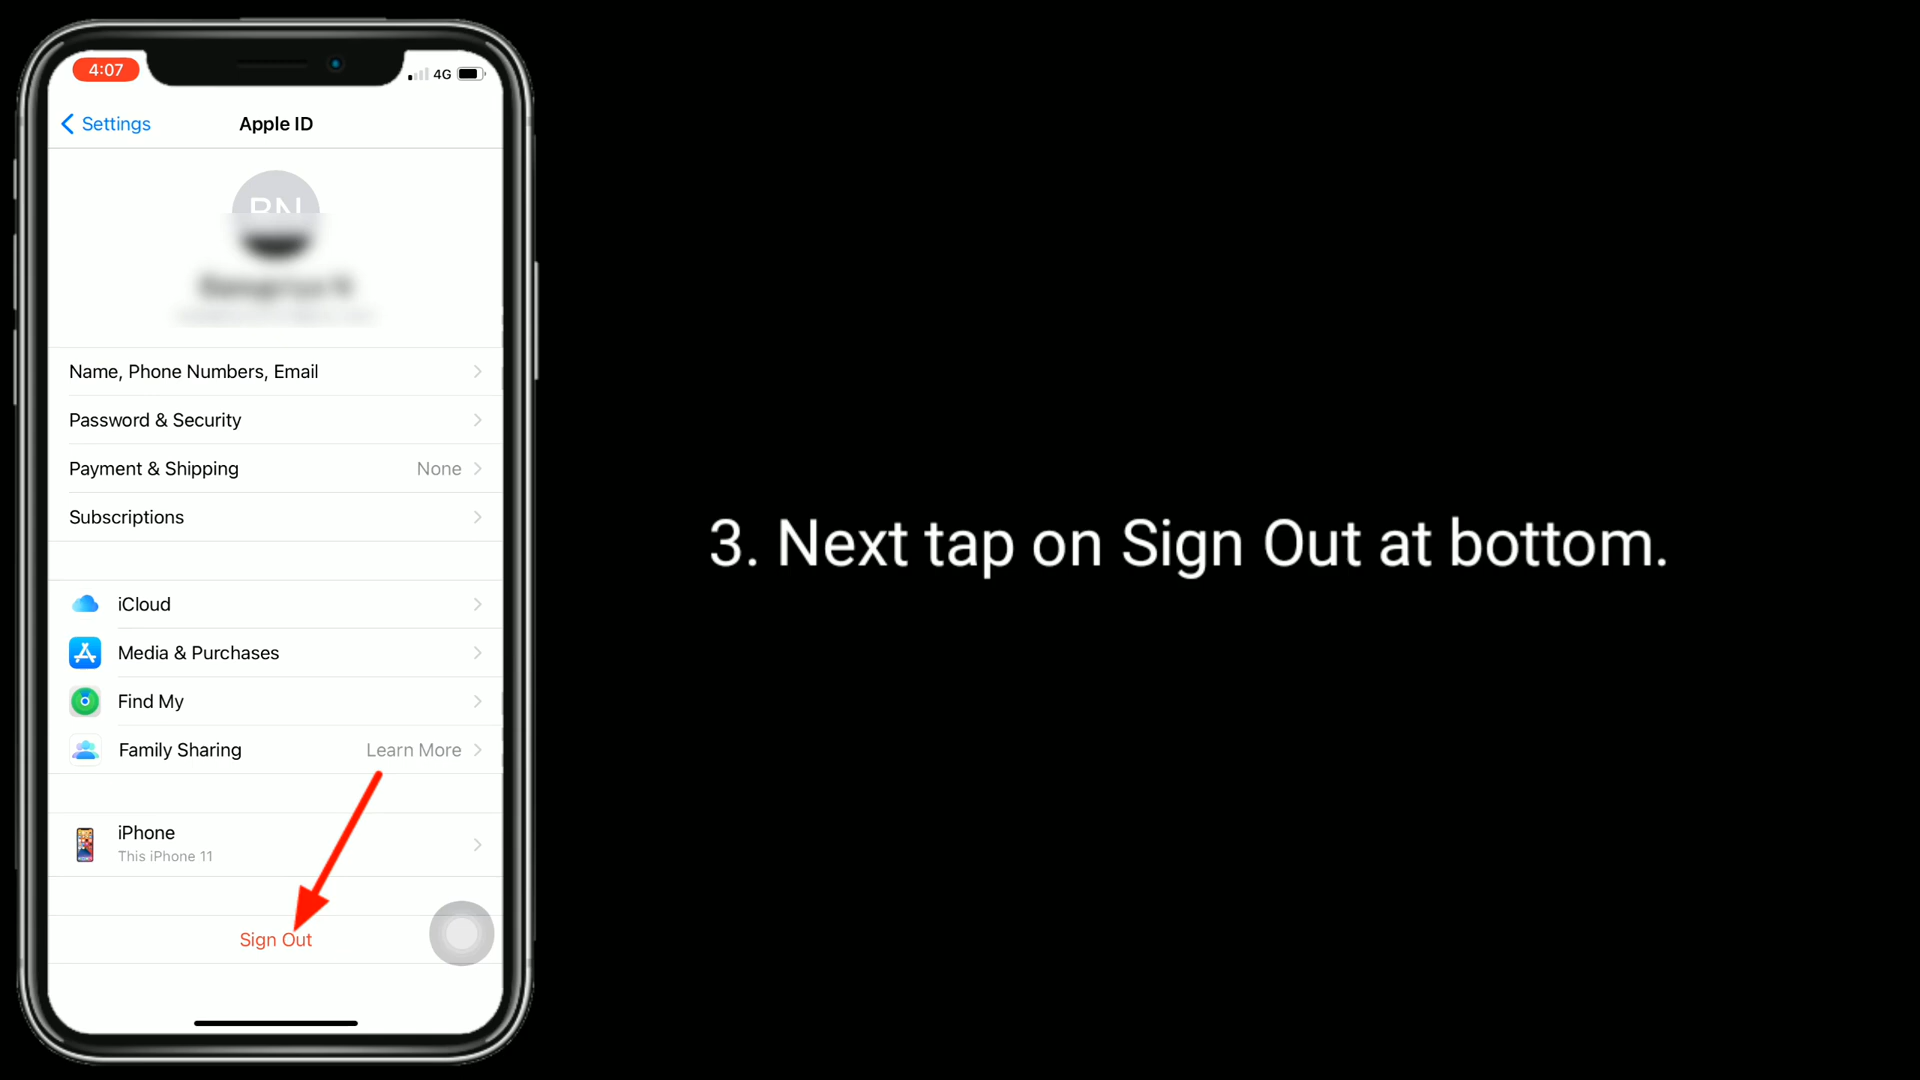 4:07
4G
Settings
Apple ID
Name, Phone Numbers, Email
Password & Security
Payment & Shipping None
Subscriptions
iCloud
Media & Purchases
Find My
Family Sharing Learn More
iPhone
This iPhone 11
Sign Out
3. Next tap on Sign Out at bottom.